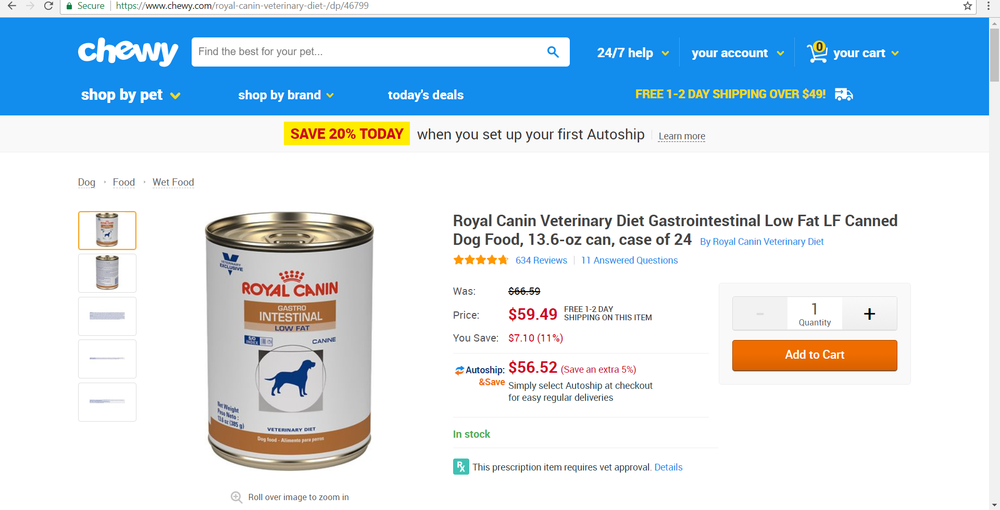 Secure https://www.chewy.com/royal-canin-veterinary-diet-/dp/46799
chewy
Find the best for your pet...
24/7 help
your account
0 your cart
shop by pet
shop by brand
today's deals
FREE 1-2 DAY SHIPPING OVER $49!
SAVE 20% TODAY when you set up your first Autoship Learn more
Dog › Food › Wet Food
VETERINARY
EXCLUSIVE
ROYAL CANIN
GASTRO
INTESTINAL
LOW FAT
S/O
INDEX
CANINE
Net Weight
Peso Neto :
13.6 oz (385 g)
VETERINARY DIET
Dog food - Alimento para perros
Roll over image to zoom in
Royal Canin Veterinary Diet Gastrointestinal Low Fat LF Canned
Dog Food, 13.6-oz can, case of 24 By Royal Canin Veterinary Diet
634 Reviews 11 Answered Questions
Was: $66.59
Price: $59.49 FREE 1-2 DAY
SHIPPING ON THIS ITEM
You Save: $7.10 (11%)
Autoship: $56.52 (Save an extra 5%)
&Save
Simply select Autoship at checkout
for easy regular deliveries
In stock
Rx This prescription item requires vet approval. Details
- 1 +
Quantity
Add to Cart